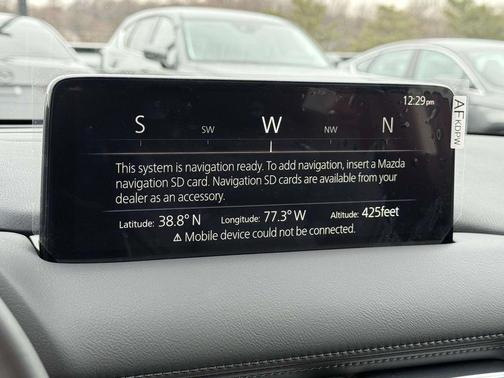 12:29pm
S SW W NW N
This system is navigation ready. To add navigation, insert a Mazda
navigation SD card. Navigation SD cards are available from your
dealer as an accessory.
Latitude: 38.8° N Longitude: 77.3° W Altitude: 425feet
⚠ Mobile device could not be connected.
AEKDPW